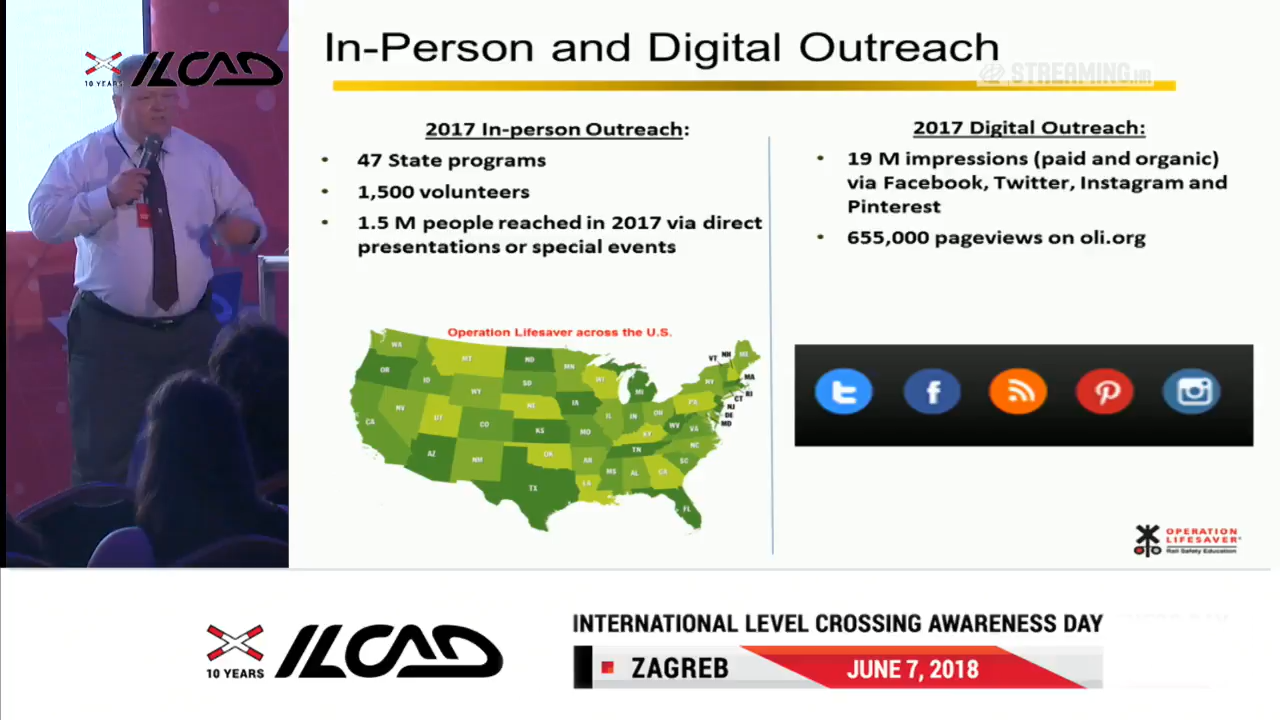 ILCAD
10 YEARS
In-Person and Digital Outreach
STREAMING
2017 In-person Outreach:
• 47 State programs
• 1,500 volunteers
• 1.5 M people reached in 2017 via direct
presentations or special events
2017 Digital Outreach:
• 19 M impressions (paid and organic)
via Facebook, Twitter, Instagram and
Pinterest
• 655,000 pageviews on oli.org
Operation Lifesaver across the U.S.
WA
MT
ND
MN
VT
NH
ME
OR
ID
SD
WI
MI
NY
MA
WY
RI
CT
NV
UT
NE
IA
PA
NJ
CA
CO
IL
IN
OH
DE
KS
MO
KY
WV
VA
MD
AZ
NM
OK
AR
TN
NC
MS
AL
GA
SC
TX
LA
FL
OPERATION
LIFESAVER
Rail Safety Education
ILCAD
10 YEARS
INTERNATIONAL LEVEL CROSSING AWARENESS DAY
ZAGREB
JUNE 7, 2018